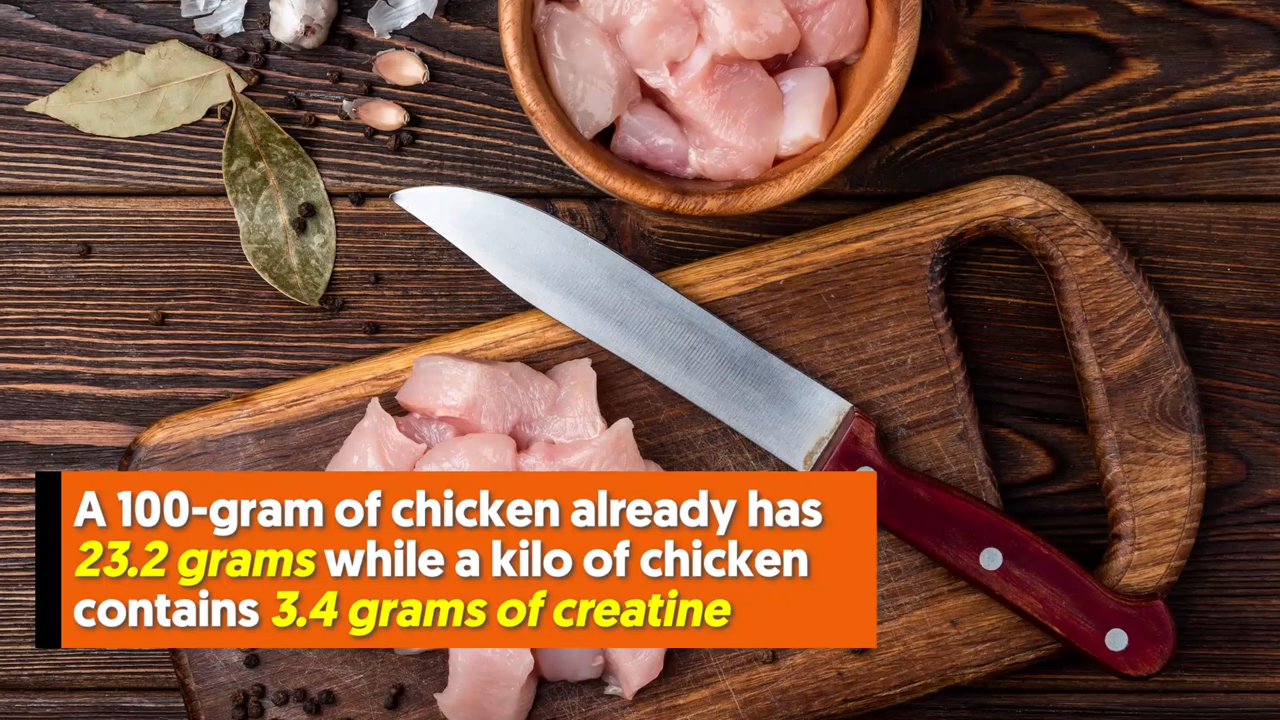 A 100-gram of chicken already has
23.2 grams while a kilo of chicken
contains 3.4 grams of creatine